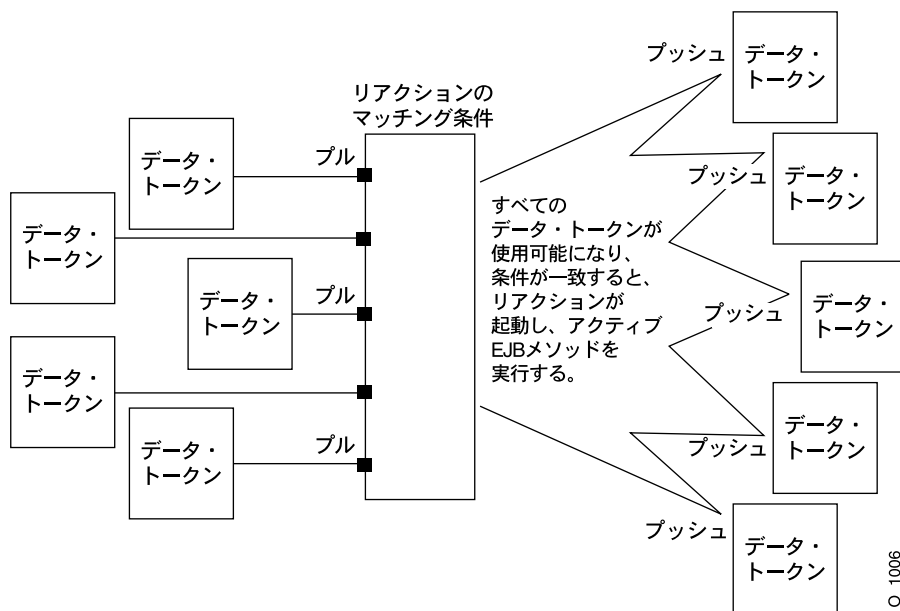 リアクションの
マッチング条件
データ・
トークン
プル
データ・
トークン
データ・
トークン
プル
データ・
トークン
データ・
トークン
プル
すべての
データ・トークンが
使用可能になり、
条件が一致すると、
リアクションが
起動し、アクティブ
EJBメソッドを
実行する。
プッシュ
データ・
トークン
プッシュ
データ・
トークン
プッシュ
データ・
トークン
プッシュ
データ・
トークン
プッシュ
データ・
トークン
O_1006